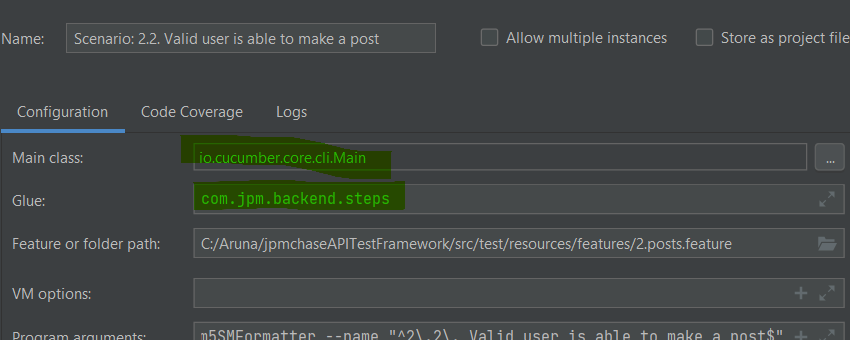 Name: Scenario: 2.2. Valid user is able to make a post Allow multiple instances Store as project file
Configuration Code Coverage Logs
Main class: io.cucumber.core.cli.Main ...
Glue: com.jpm.backend.steps
Feature or folder path: C:/Aruna/jpmchaseAPITestFramework/src/test/resources/features/2.posts.feature
VM options:
Program arguments: m5SMFormatter --name "^2\.2\. Valid user is able to make a post$"